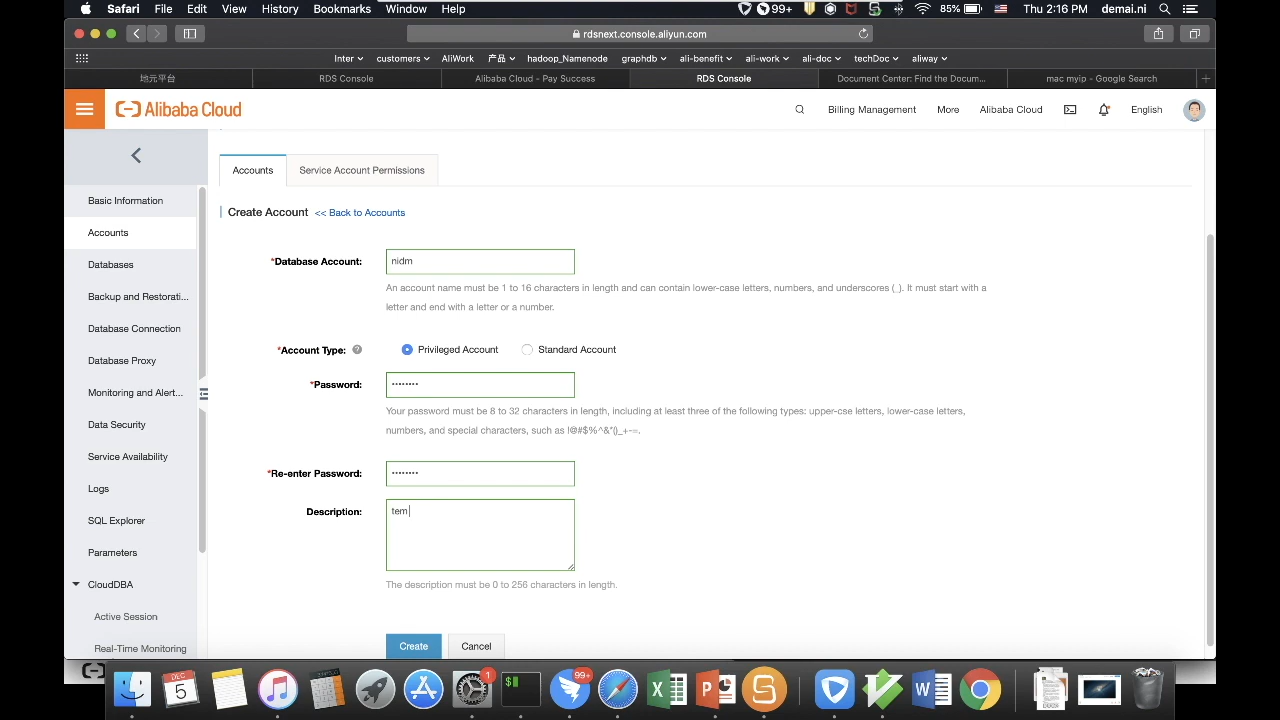 Safari File Edit View History Bookmarks Window Help 99+ 85% Thu 2:16 PM demai.ni
rdsnext.console.aliyun.com
Inter customers AliWork 产品 hadoop_Namenode graphdb ali-benefit ali-work ali-doc techDoc aliway
地元平台 RDS Console Alibaba Cloud - Pay Success RDS Console Document Center: Find the Docum... mac myip - Google Search
Alibaba Cloud Billing Management More Alibaba Cloud English
Accounts Service Account Permissions
Basic Information
Accounts
Databases
Backup and Restorati...
Database Connection
Database Proxy
Monitoring and Alert...
Data Security
Service Availability
Logs
SQL Explorer
Parameters
CloudDBA
Active Session
Real-Time Monitoring
Create Account << Back to Accounts
*Database Account: nidm
An account name must be 1 to 16 characters in length and can contain lower-case letters, numbers, and underscores (_). It must start with a
letter and end with a letter or a number.
*Account Type: ? Privileged Account Standard Account
*Password: ••••••••
Your password must be 8 to 32 characters in length, including at least three of the following types: upper-cse letters, lower-case letters,
numbers, and special characters, such as !@#$%^&*()_+-=.
*Re-enter Password: ••••••••
Description: tem
The description must be 0 to 256 characters in length.
Create Cancel
DEC
5
1
99+